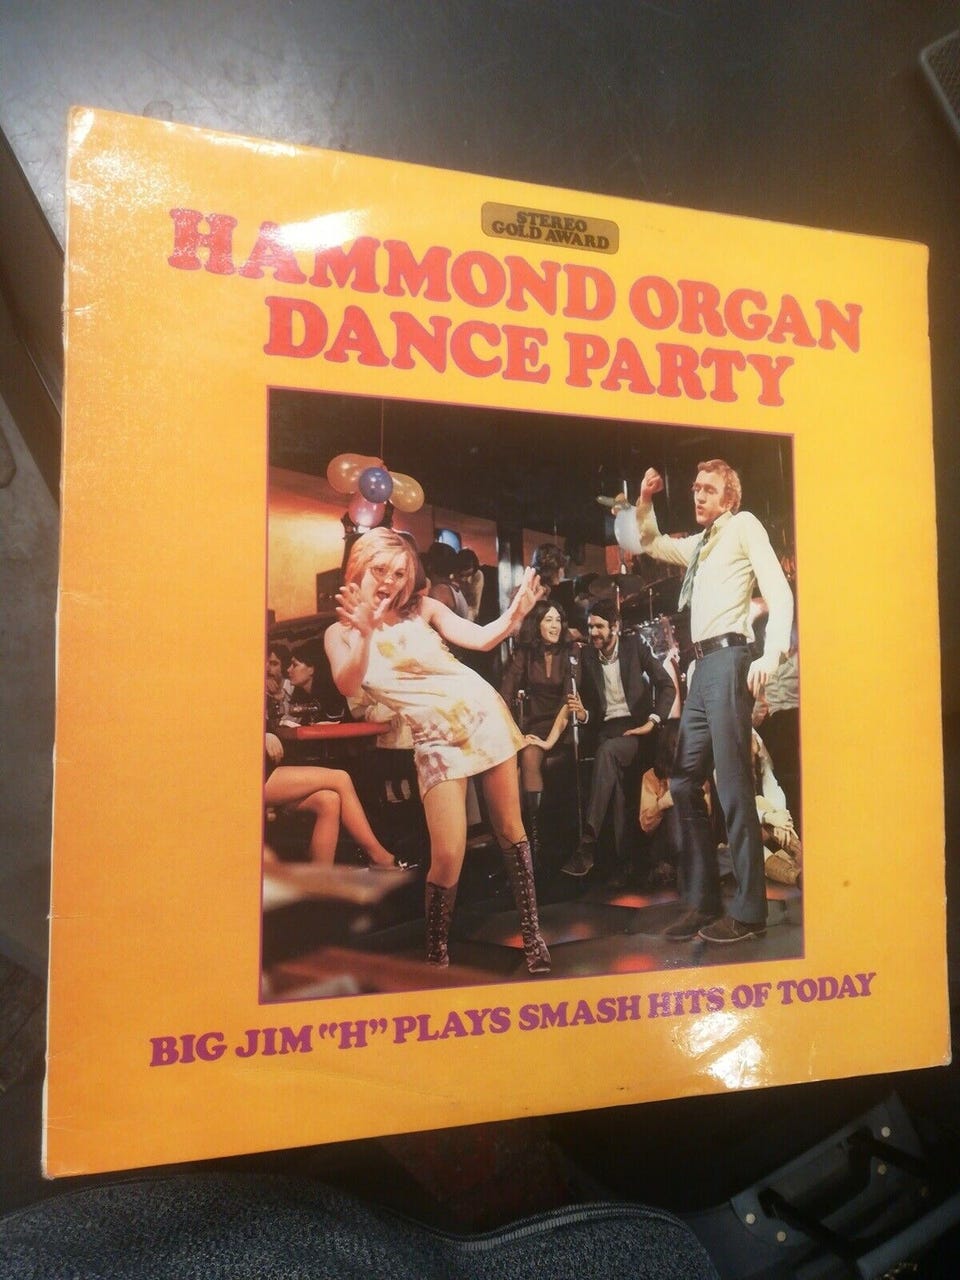 STEREO
GOLD AWARD
HAMMOND ORGAN
DANCE PARTY
BIG JIM "H" PLAYS SMASH HITS OF TODAY